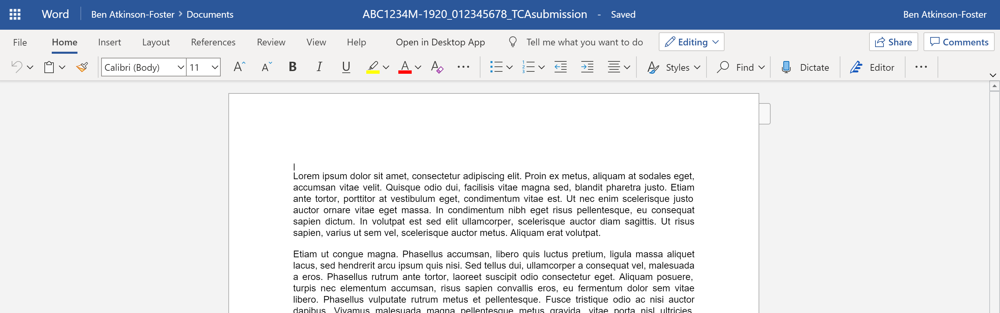 Word Ben Atkinson-Foster > Documents ABC1234M-1920_012345678_TCAsubmission - Saved Ben Atkinson-Foster
File Home Insert Layout References Review View Help Open in Desktop App Tell me what you want to do Editing Share Comments
Calibri (Body) 11 A A B I U A A 1 2 3 Styles Find Dictate Editor
Lorem ipsum dolor sit amet, consectetur adipiscing elit. Proin ex metus, aliquam at sodales eget,
accumsan vitae velit. Quisque odio dui, facilisis vitae magna sed, blandit pharetra justo. Etiam
ante tortor, porttitor at vestibulum eget, condimentum vitae est. Ut nec enim scelerisque justo
auctor ornare vitae eget massa. In condimentum nibh eget risus pellentesque, eu consequat
sapien dictum. In volutpat est sed elit ullamcorper, scelerisque auctor diam sagittis. Ut risus
sapien, varius ut sem vel, scelerisque auctor metus. Aliquam erat volutpat.
Etiam ut congue magna. Phasellus accumsan, libero quis luctus pretium, ligula massa aliquet
lacus, sed hendrerit arcu ipsum quis nisi. Sed tellus dui, ullamcorper a consequat vel, malesuada
a eros. Phasellus rutrum ante tortor, laoreet suscipit odio consectetur eget. Aliquam posuere,
turpis nec elementum accumsan, risus sapien convallis eros, eu fermentum dolor sem vitae
libero. Phasellus vulputate rutrum metus et pellentesque. Fusce tristique odio ac nisi auctor
dapibus. Vivamus malesuada magna pellentesque metus gravida, vitae porta nisl ultricies.